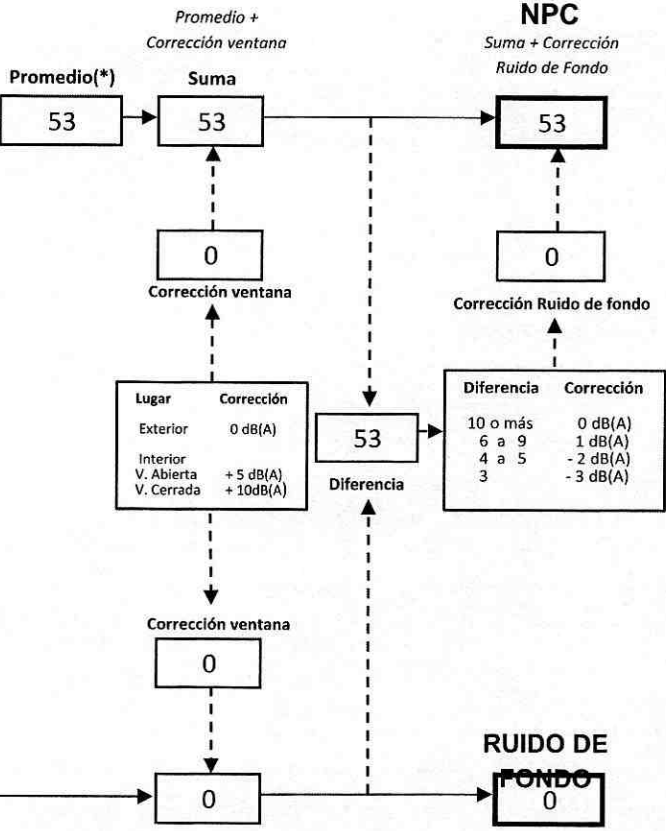 Promedio +
Corrección ventana
NPC
Suma + Corrección
Ruido de Fondo
Promedio(*)
Suma
53
53
53
0
Corrección ventana
0
Corrección Ruido de fondo
Lugar Corrección
Exterior 0 dB(A)
Interior
V. Abierta + 5 dB(A)
V. Cerrada + 10dB(A)
53
Diferencia
Diferencia Corrección
10 o más 0 dB(A)
6 a 9 1 dB(A)
4 a 5 - 2 dB(A)
3 - 3 dB(A)
Corrección ventana
0
0
RUIDO DE
FONDO
0